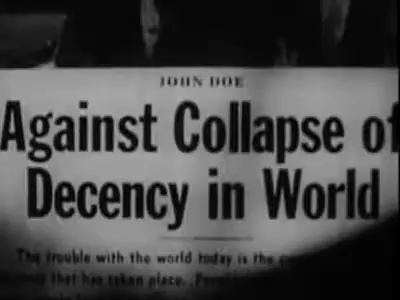 JOHN DOE
Against Collapse of
Decency in World
The trouble with the world today is the
that has taken place.